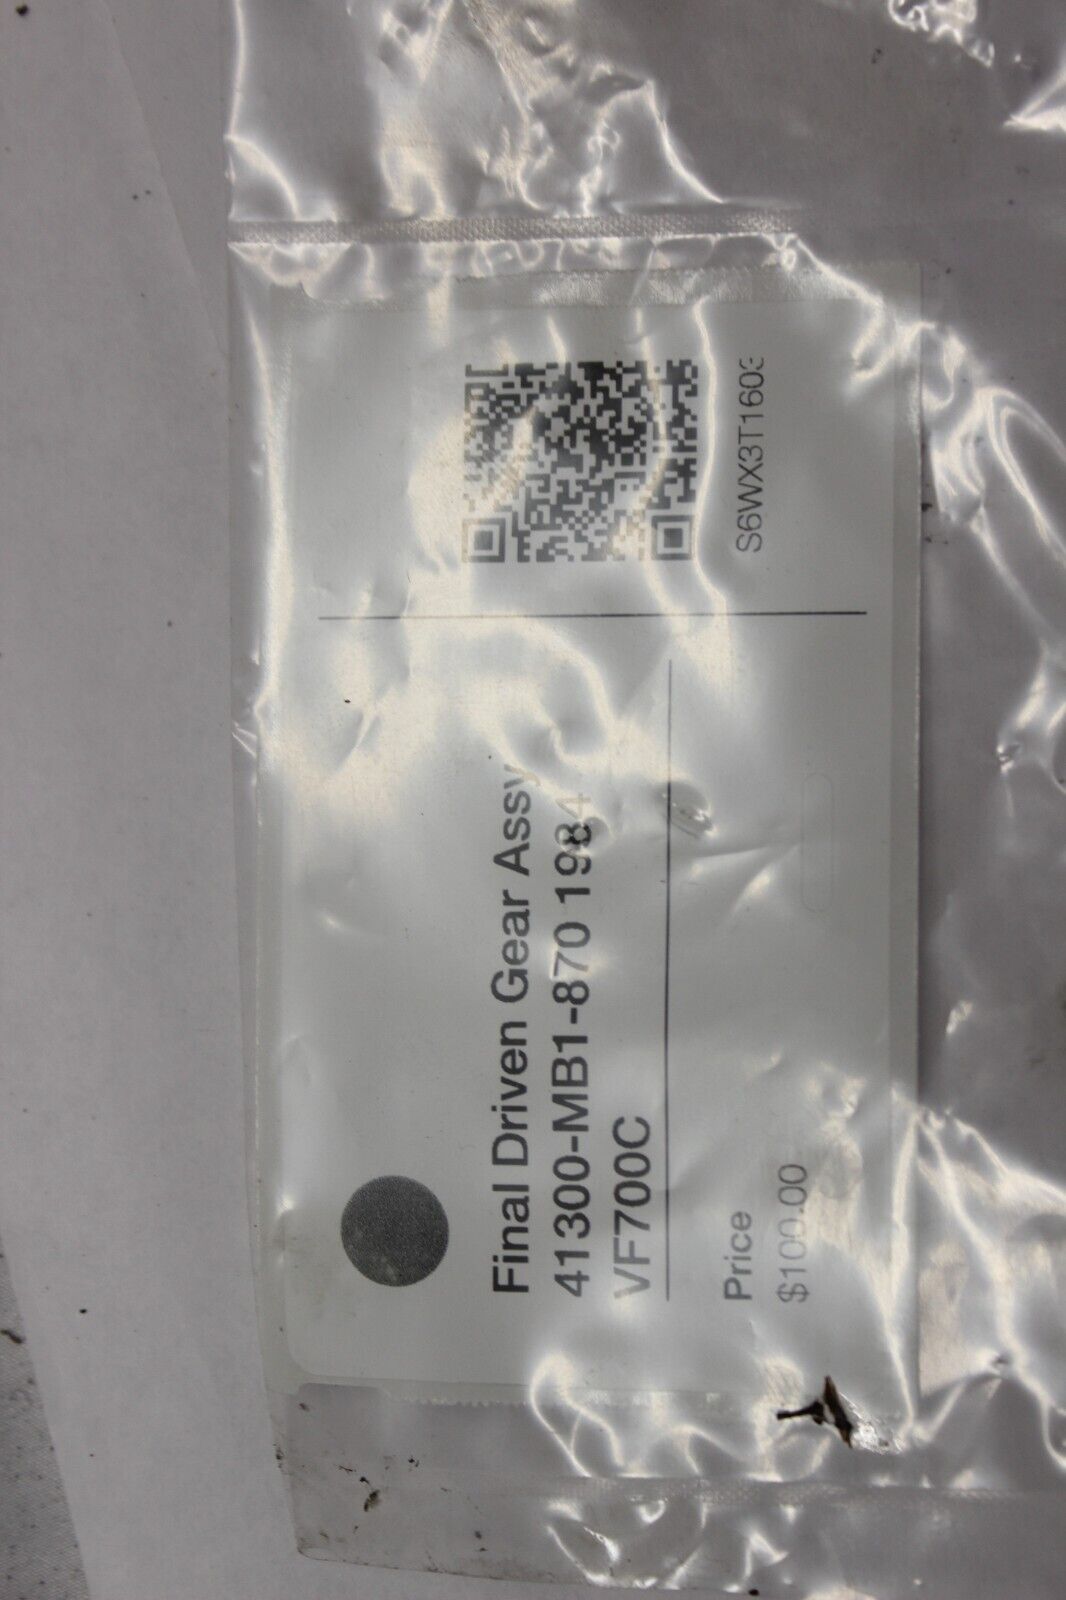 Final Driven Gear Assy
41300-MB1-870 1984
VF700C
Price
$100.00
S6WX3T1603